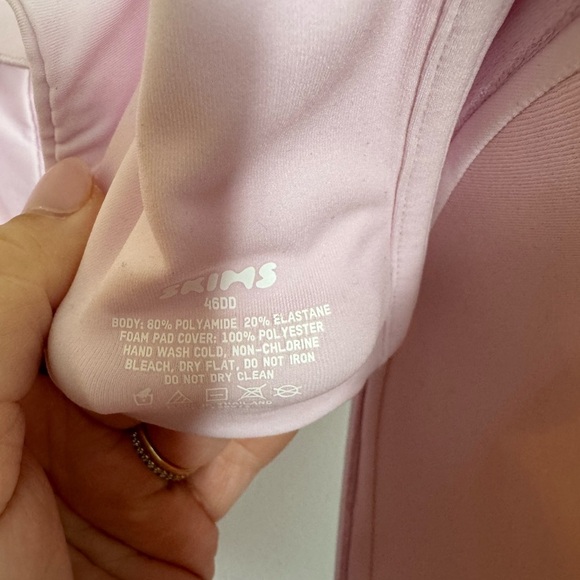 SKIMS
46DD
BODY: 80% POLYAMIDE 20% ELASTANE
FOAM PAD COVER: 100% POLYESTER
HAND WASH COLD, NON-CHLORINE
BLEACH, DRY FLAT, DO NOT IRON
DO NOT DRY CLEAN